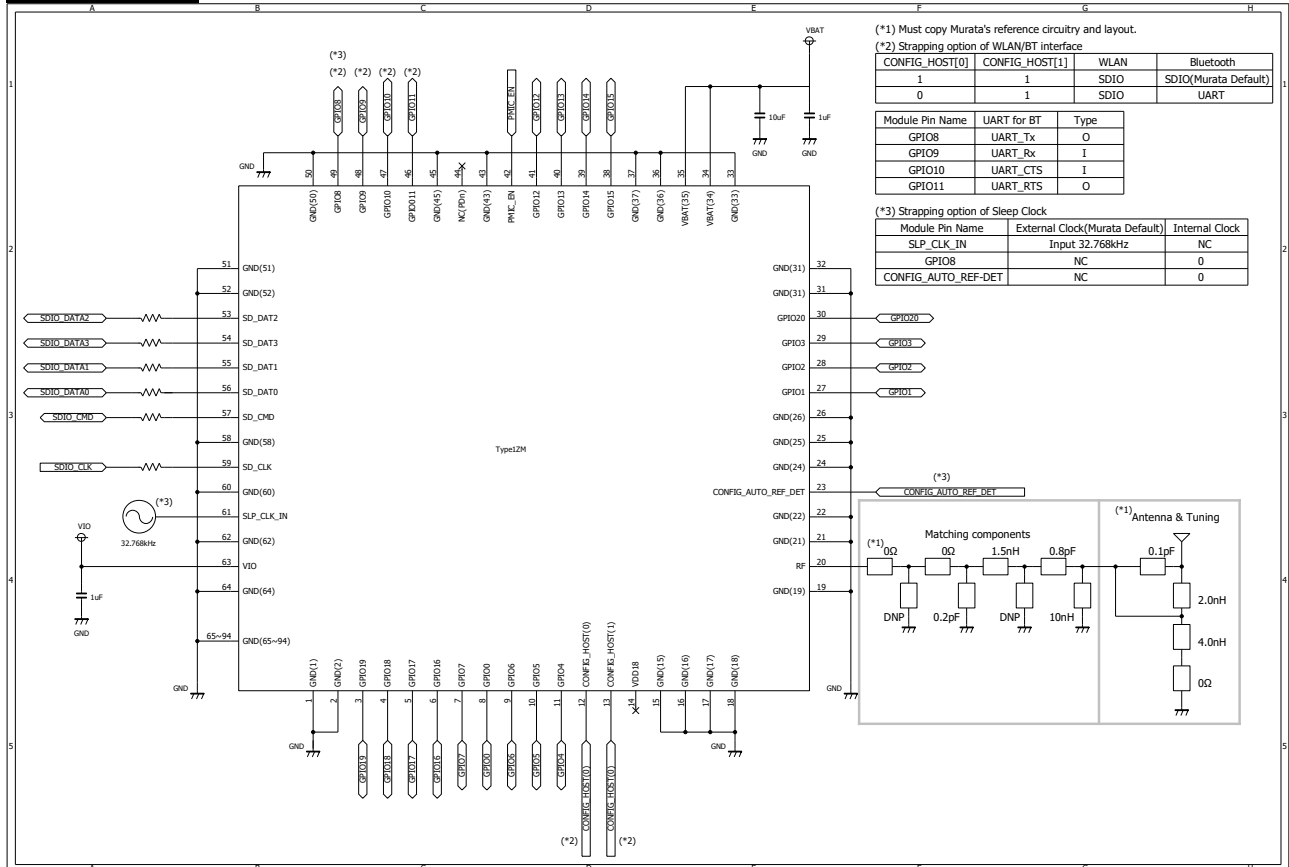 A B C D E F G H
(*1) Must copy Murata's reference circuitry and layout.
(*2) Strapping option of WLAN/BT interface
CONFIG_HOST[0] CONFIG_HOST[1] WLAN Bluetooth
1 1 SDIO SDIO(Murata Default)
0 1 SDIO UART
Module Pin Name UART for BT Type
GPIO8 UART_Tx O
GPIO9 UART_Rx I
GPIO10 UART_CTS I
GPIO11 UART_RTS O
(*3) Strapping option of Sleep Clock
Module Pin Name External Clock(Murata Default) Internal Clock
SLP_CLK_IN Input 32.768kHz NC
GPIO8 NC 0
CONFIG_AUTO_REF-DET NC 0
VBAT
(*3)
(*2) (*2) (*2) (*2)
GPIO8 GPIO9 GPIO10 GPIO11 PMIC_EN GPIO12 GPIO13 GPIO14 GPIO15
10uF 1uF
GND GND
GND
50 49 48 47 46 45 44 43 42 41 40 39 38 37 36 35 34 33
GND(50) GPIO8 GPIO9 GPIO10 GPIO011 GND(45) NC(PDn) GND(43) PMIC_EN GPIO12 GPIO13 GPIO14 GPIO15 GND(37) GND(36) VBAT(35) VBAT(34) GND(33)
51 GND(51) GND(31) 32
52 GND(52) GND(31) 31
SDIO_DATA2 53 SD_DAT2 GPIO20 30 GPIO20
SDIO_DATA3 54 SD_DAT3 GPIO3 29 GPIO3
SDIO_DATA1 55 SD_DAT1 GPIO2 28 GPIO2
SDIO_DATA0 56 SD_DAT0 GPIO1 27 GPIO1
SDIO_CMD 57 SD_CMD GND(26) 26
58 GND(58) GND(25) 25
Type1ZM
SDIO_CLK 59 SD_CLK GND(24) 24
(*3)
60 GND(60) CONFIG_AUTO_REF_DET 23 CONFIG_AUTO_REF_DET
(*3)
32.768kHz
61 SLP_CLK_IN GND(22) 22
62 GND(62) GND(21) 21
VIO
63 VIO RF 20
64 GND(64) GND(19) 19
1uF
GND
65~94 GND(65~94)
GND
GND
Matching components
(*1)
0Ω 0Ω 1.5nH 0.8pF
DNP 0.2pF DNP 10nH
(*1) Antenna & Tuning
0.1pF
2.0nH
4.0nH
0Ω
GND(1) GND(2) GPIO19 GPIO18 GPIO17 GPIO16 GPIO7 GPIO0 GPIO6 GPIO5 GPIO4 CONFIG_HOST(0) CONFIG_HOST(1) VDD18 GND(15) GND(16) GND(17) GND(18)
1 2 3 4 5 6 7 8 9 10 11 12 13 14 15 16 17 18
GND
GND
GPIO19 GPIO18 GPIO17 GPIO16 GPIO7 GPIO0 GPIO6 GPIO5 GPIO4 CONFIG_HOST(0) CONFIG_HOST(0)
(*2) (*2)
1 1
2 2
3 3
4 4
5 5